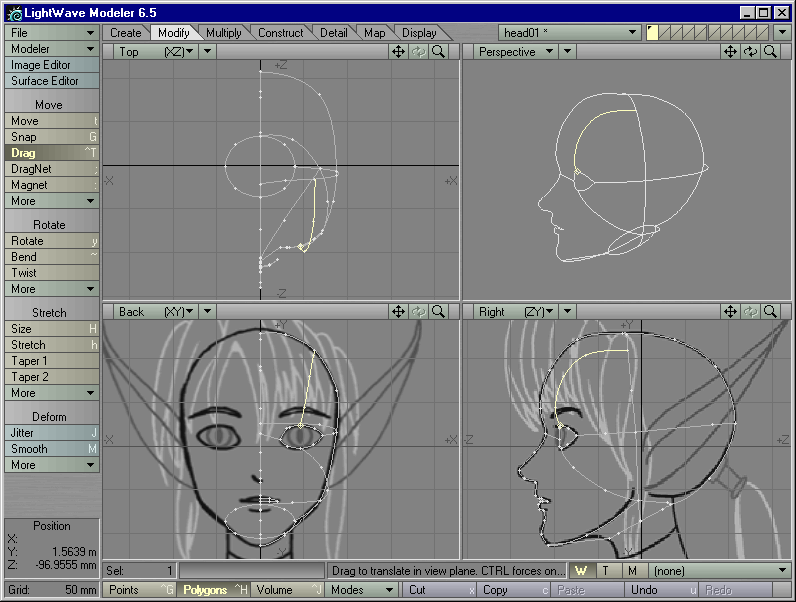 LightWave Modeler 6.5
File
Modeler
Image Editor
Surface Editor
Move
Move t
Snap G
Drag ^T
DragNet ;
Magnet :
More
Rotate
Rotate y
Bend ~
Twist
More
Stretch
Size H
Stretch h
Taper 1
Taper 2
More
Deform
Jitter J
Smooth M
More
Position
X:
Y: 1.5639 m
Z: -96.9555 mm
Grid: 50 mm
Create Modify Multiply Construct Detail Map Display head01 *
Top (XZ)
+Z
-X +X
-Z
Perspective
Back (XY)
+Y
-X +X
-Y
Right (ZY)
+Y
-Z +Z
-Y
Sel: 1 Drag to translate in view plane. CTRL forces on... W T M (none)
Points ^G Polygons ^H Volume ^J Modes Cut x Copy c Paste v Undo u Redo